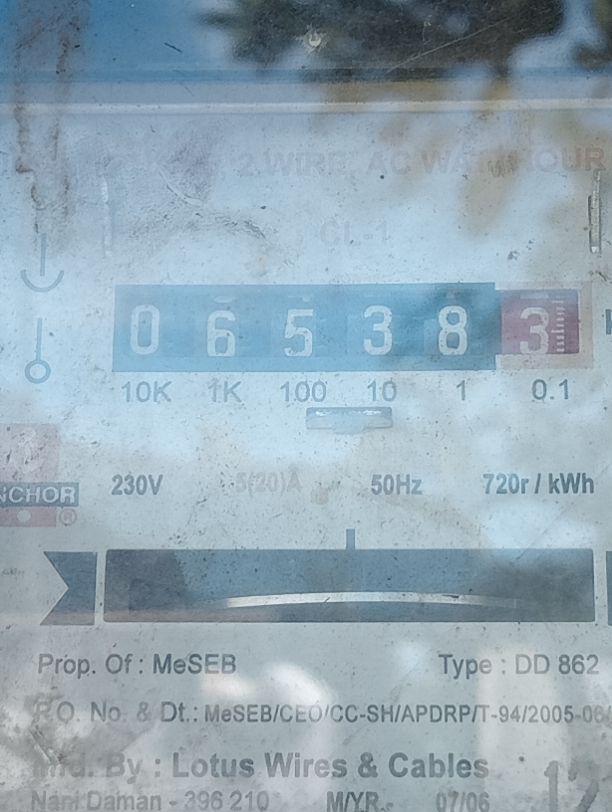 2 WIRE, AC WATT HOUR
CL-1
0 6 5 3 8 3
10K 1K 100 10 1 0.1
NCHOR ®
230V 5(20)A 50Hz 720r / kWh
Prop. Of : MeSEB Type : DD 862
P.O. No. & Dt.: MeSEB/CEO/CC-SH/APDRP/T-94/2005-06/
By : Lotus Wires & Cables
Nani Daman - 396 210 M/YR.- 07/06